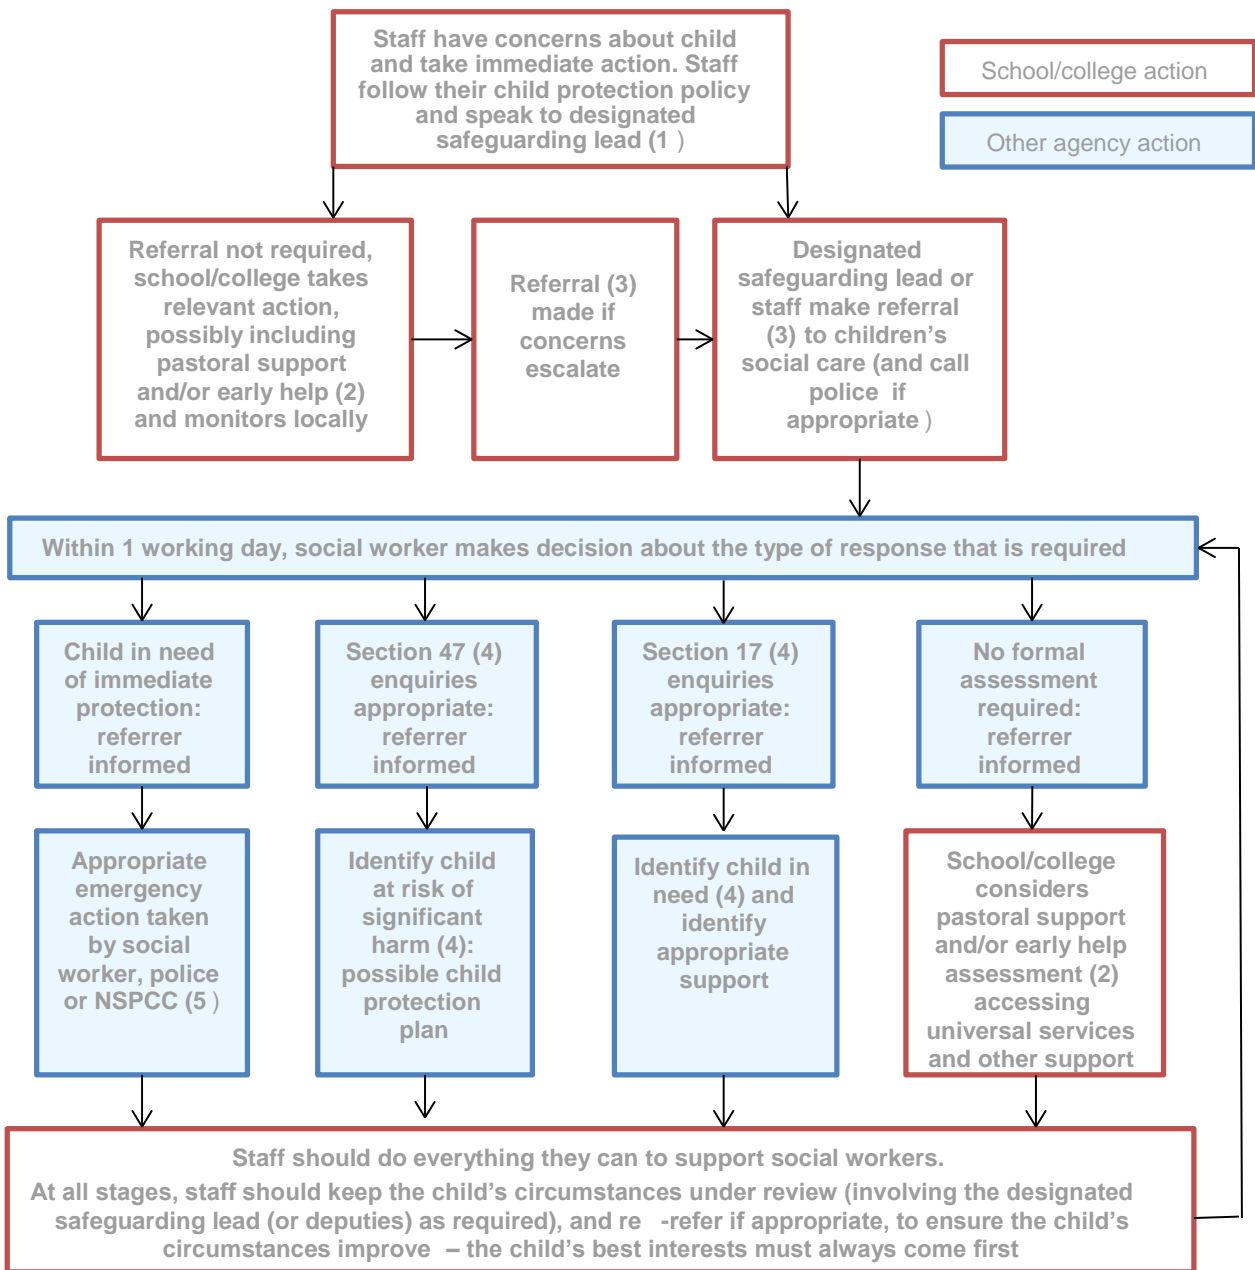 Staff have concerns about child
and take immediate action. Staff
follow their child protection policy
and speak to designated
safeguarding lead (1 )
School/college action
Other agency action
Referral not required,
school/college takes
relevant action,
possibly including
pastoral support
and/or early help (2)
and monitors locally
Referral (3)
made if
concerns
escalate
Designated
safeguarding lead or
staff make referral
(3) to children’s
social care (and call
police if
appropriate )
Within 1 working day, social worker makes decision about the type of response that is required
Child in need
of immediate
protection:
referrer
informed
Section 47 (4)
enquiries
appropriate:
referrer
informed
Section 17 (4)
enquiries
appropriate:
referrer
informed
No formal
assessment
required:
referrer
informed
Appropriate
emergency
action taken
by social
worker, police
or NSPCC (5 )
Identify child
at risk of
significant
harm (4):
possible child
protection
plan
Identify child in
need (4) and
identify
appropriate
support
School/college
considers
pastoral support
and/or early help
assessment (2)
accessing
universal services
and other support
Staff should do everything they can to support social workers.
At all stages, staff should keep the child’s circumstances under review (involving the designated
safeguarding lead (or deputies) as required), and re -refer if appropriate, to ensure the child’s
circumstances improve – the child’s best interests must always come first